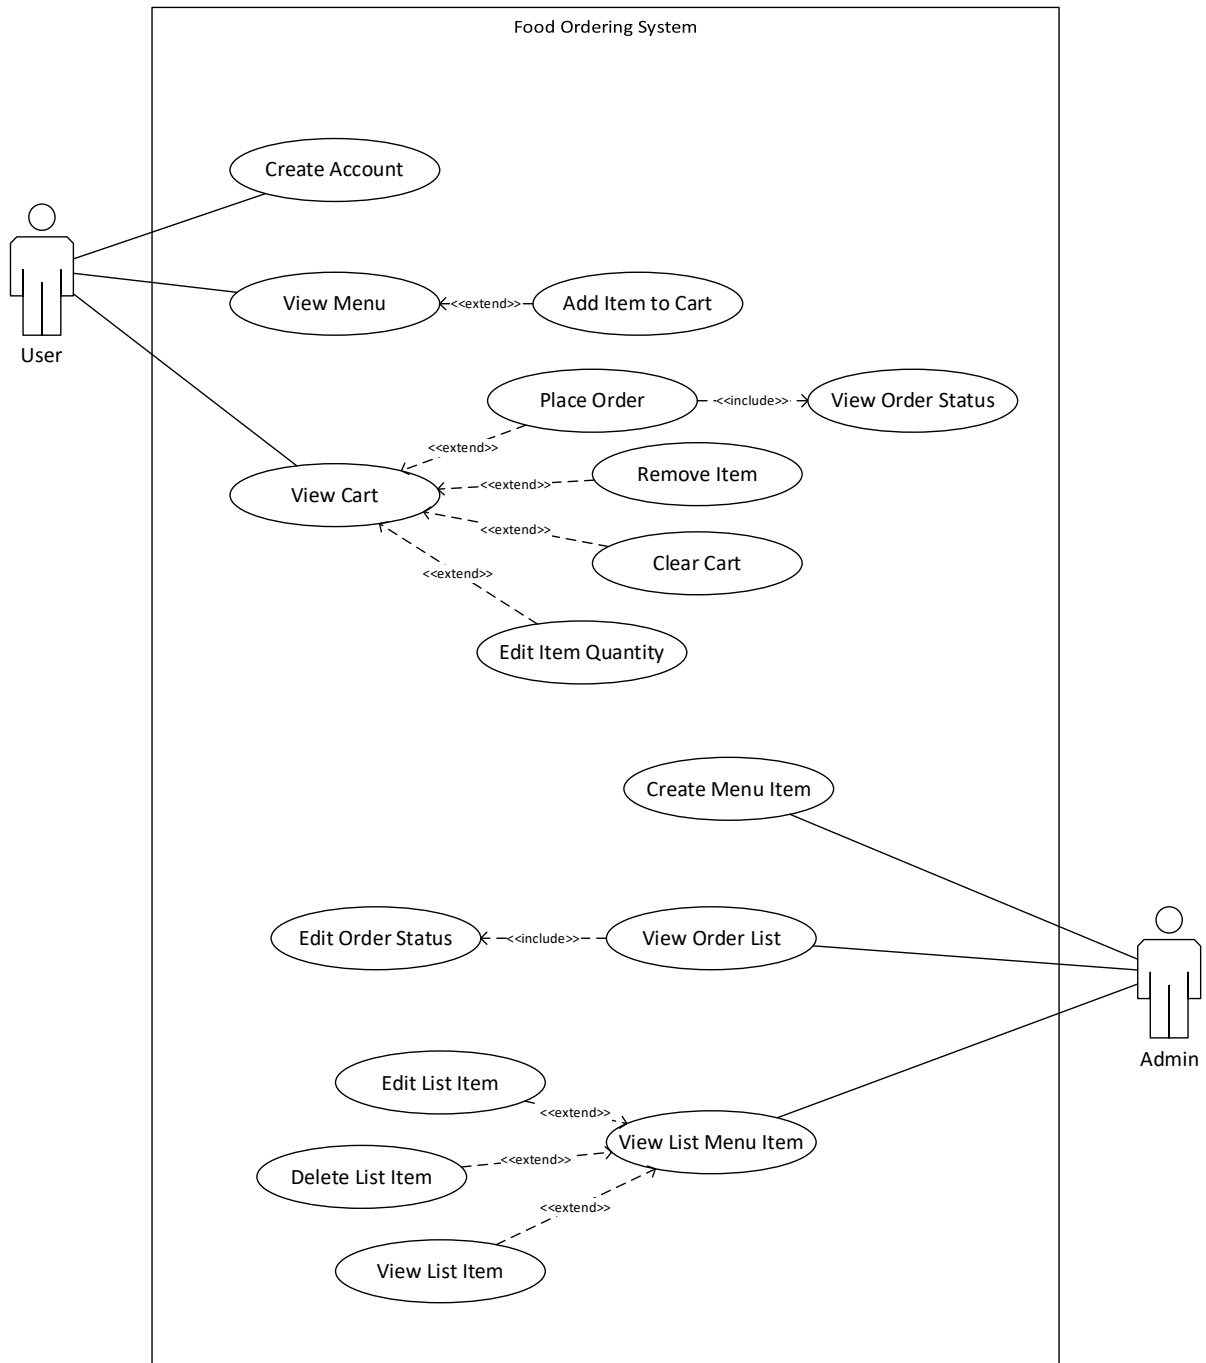 Food Ordering System
Create Account
View Menu
<<extend>>
Add Item to Cart
User
Place Order
<<include>>
View Order Status
<<extend>>
Remove Item
<<extend>>
View Cart
<<extend>>
Clear Cart
<<extend>>
Edit Item Quantity
Create Menu Item
Edit Order Status
<<include>>
View Order List
Admin
Edit List Item
<<extend>>
View List Menu Item
<<extend>>
Delete List Item
<<extend>>
View List Item